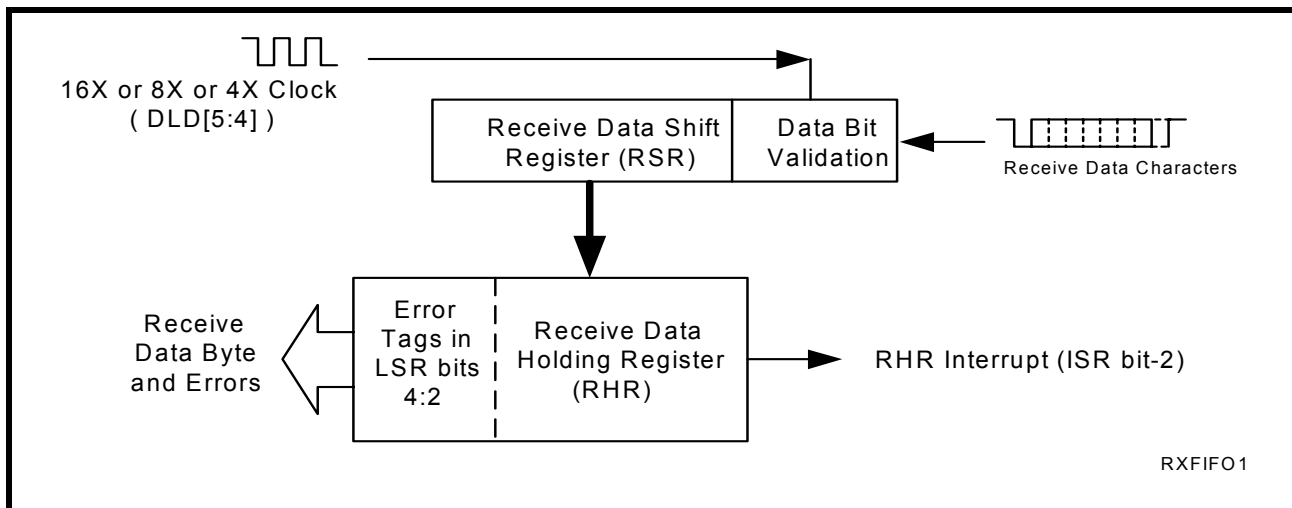 16X or 8X or 4X Clock
( DLD[5:4] )
Receive Data Shift
Register (RSR)
Data Bit
Validation
Receive Data Characters
Receive
Data Byte
and Errors
Error
Tags in
LSR bits
4:2
Receive Data
Holding Register
(RHR)
RHR Interrupt (ISR bit-2)
RXFIFO1